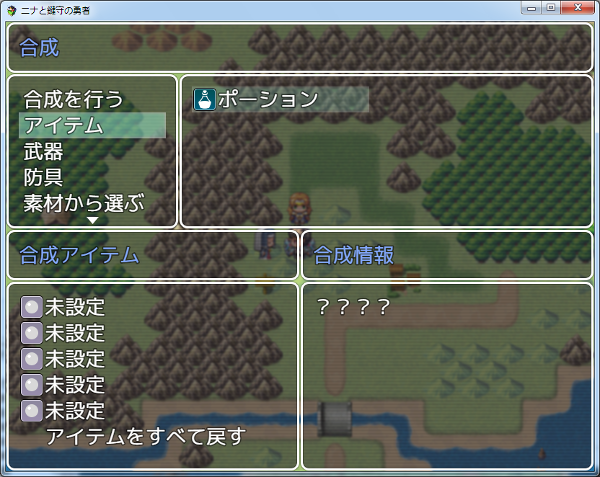 ニナと鍵守の勇者
合成
合成を行う
アイテム
武器
防具
素材から選ぶ
ポーション
合成アイテム
合成情報
未設定
未設定
未設定
未設定
未設定
アイテムをすべて戻す
????